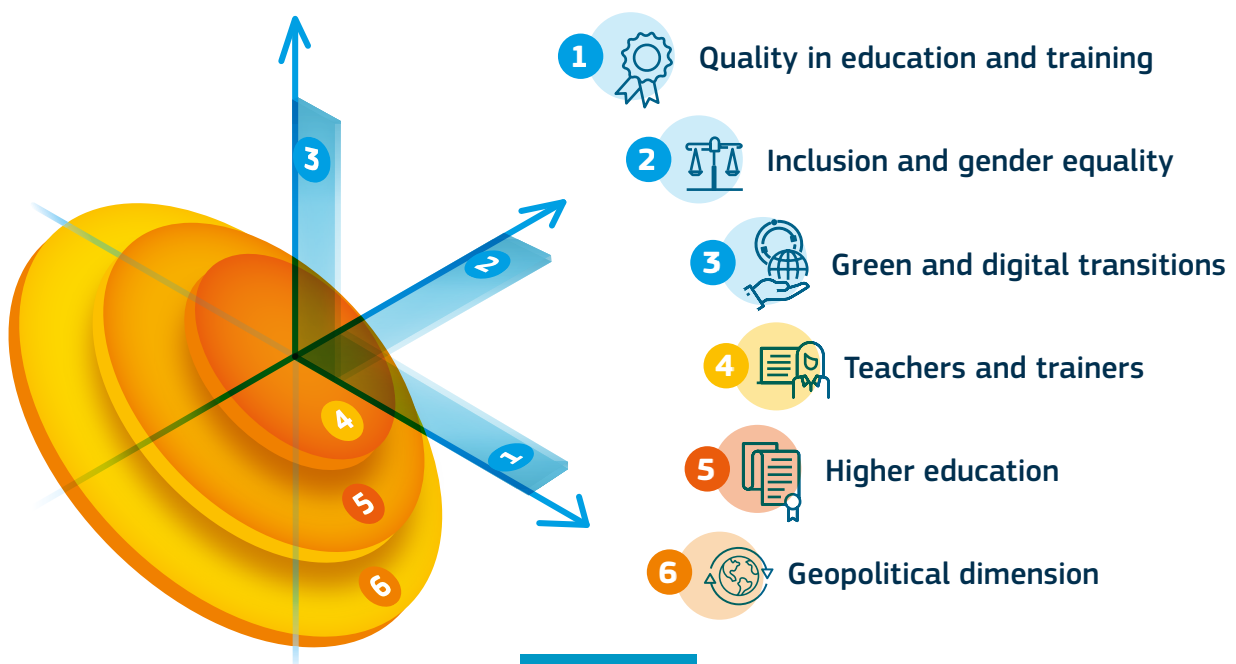 1 Quality in education and training
2 Inclusion and gender equality
3 Green and digital transitions
4 Teachers and trainers
5 Higher education
6 Geopolitical dimension
3
2
1
4
5
6